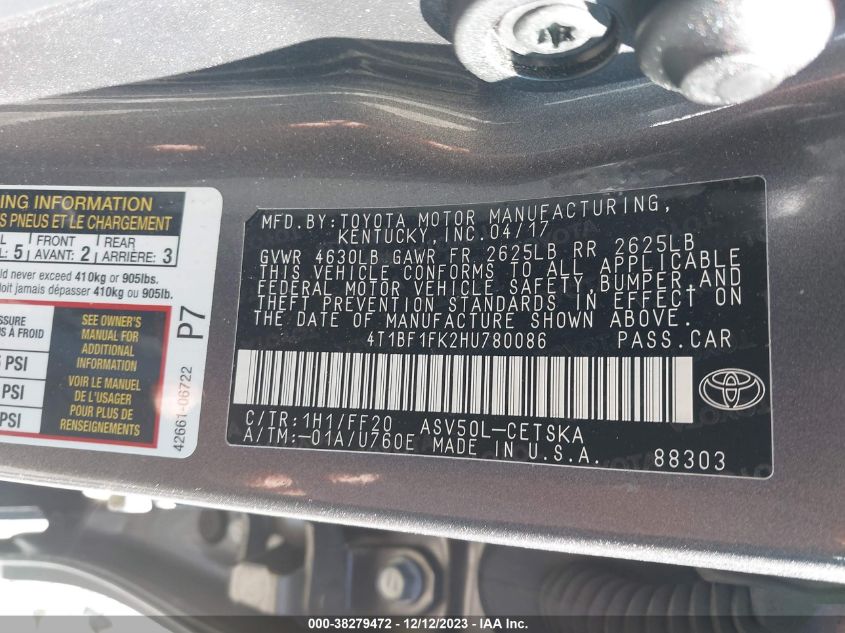 ING INFORMATION
S PNEUS ET LE CHARGEMENT
L 5 FRONT AVANT: 2 REAR ARRIÈRE: 3
ld never exceed 410kg or 905lbs.
doit jamais dépasser 410kg ou 905lb.
ESSURE
S À FROID
5 PSI
PSI
PSI
SEE OWNER'S
MANUAL FOR
ADDITIONAL
INFORMATION
VOIR LE MANUEL
DE L'USAGER
POUR PLUS DE
RENSEIGNEMENTS
P7
42661-06722
MFD.BY:TOYOTA MOTOR MANUFACTURING,
KENTUCKY,INC.04/17
GVWR 4630LB GAWR FR 2625LB RR 2625LB
THIS VEHICLE CONFORMS TO ALL APPLICABLE
FEDERAL MOTOR VEHICLE SAFETY,BUMPER,AND
THEFT PREVENTION STANDARDS IN EFFECT ON
THE DATE OF MANUFACTURE SHOWN ABOVE.
4T1BF1FK2HU780086 PASS.CAR
C/TR:1H1/FF20 ASV50L-CETSKA
A/TM:-01A/U760E MADE IN U.S.A. 88303
000-38279472 - 12/12/2023 - IAA Inc.